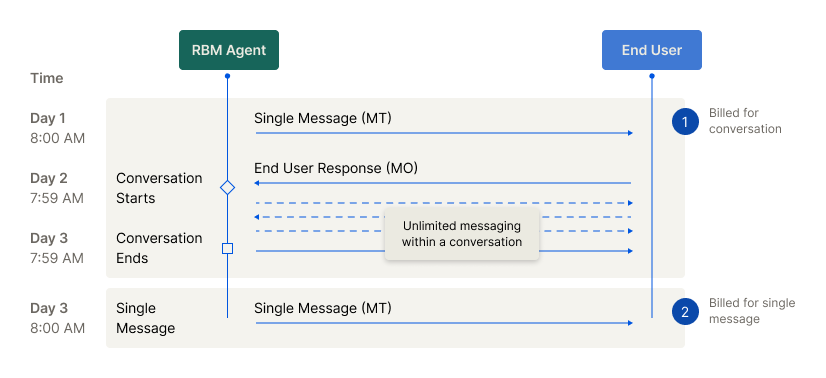 RBM Agent
End User
Time
Day 1
8:00 AM
Single Message (MT)
1
Billed for
conversation
Day 2
7:59 AM
Conversation
Starts
End User Response (MO)
Unlimited messaging
within a conversation
Day 3
7:59 AM
Conversation
Ends
Day 3
8:00 AM
Single
Message
Single Message (MT)
2
Billed for single
message